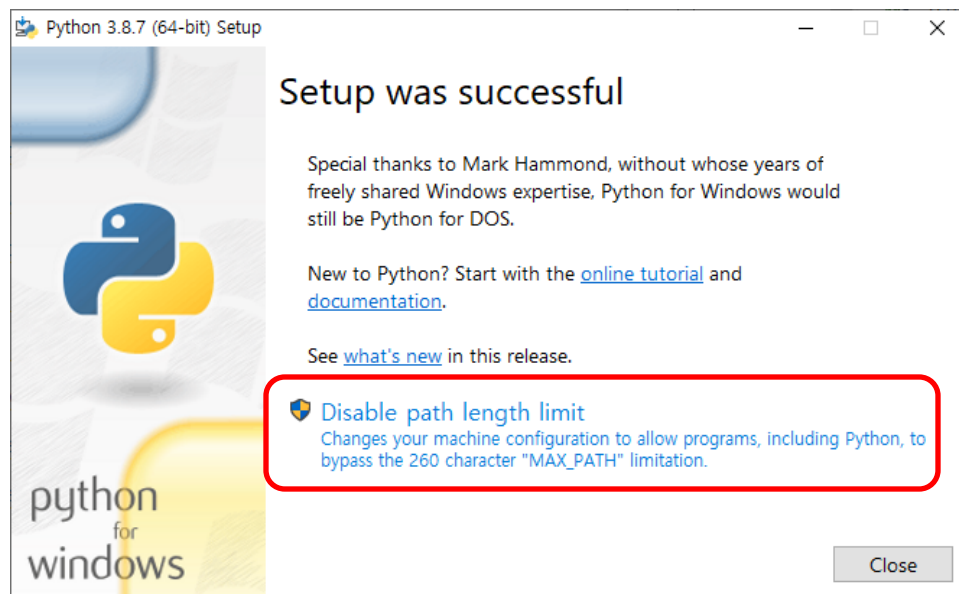 Python 3.8.7 (64-bit) Setup
Setup was successful
Special thanks to Mark Hammond, without whose years of
freely shared Windows expertise, Python for Windows would
still be Python for DOS.
New to Python? Start with the online tutorial and
documentation.
See what's new in this release.
Disable path length limit
Changes your machine configuration to allow programs, including Python, to
bypass the 260 character "MAX_PATH" limitation.
python
for
windows
Close